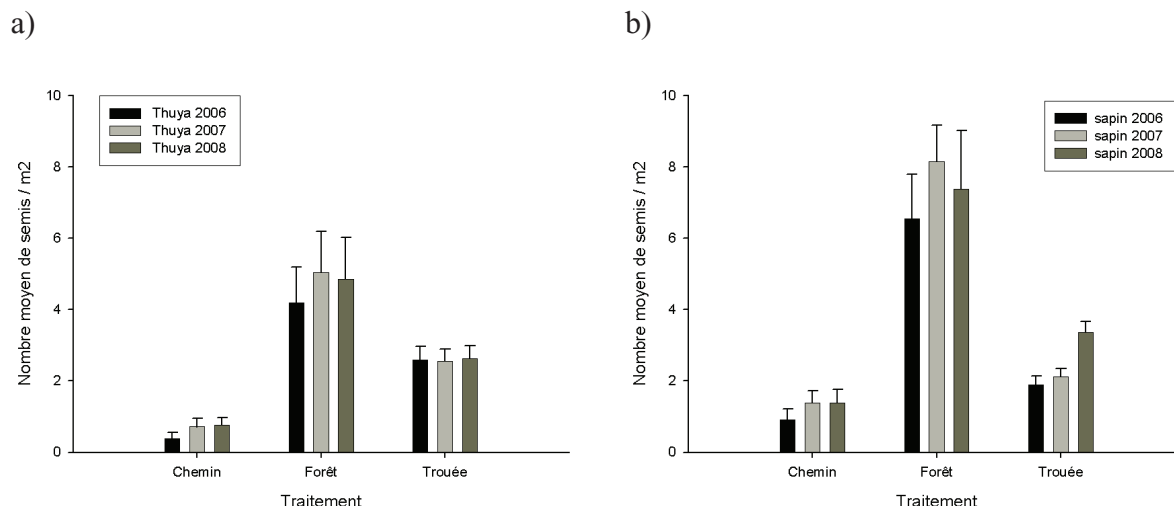 a)
10
8
6
4
2
0
Nombre moyen de semis / m2
Thuya 2006
Thuya 2007
Thuya 2008
Chemin Forêt Trouée
Traitement
b)
10
8
6
4
2
0
Nombre moyen de semis / m2
sapin 2006
sapin 2007
sapin 2008
Chemin Forêt Trouée
Traitement